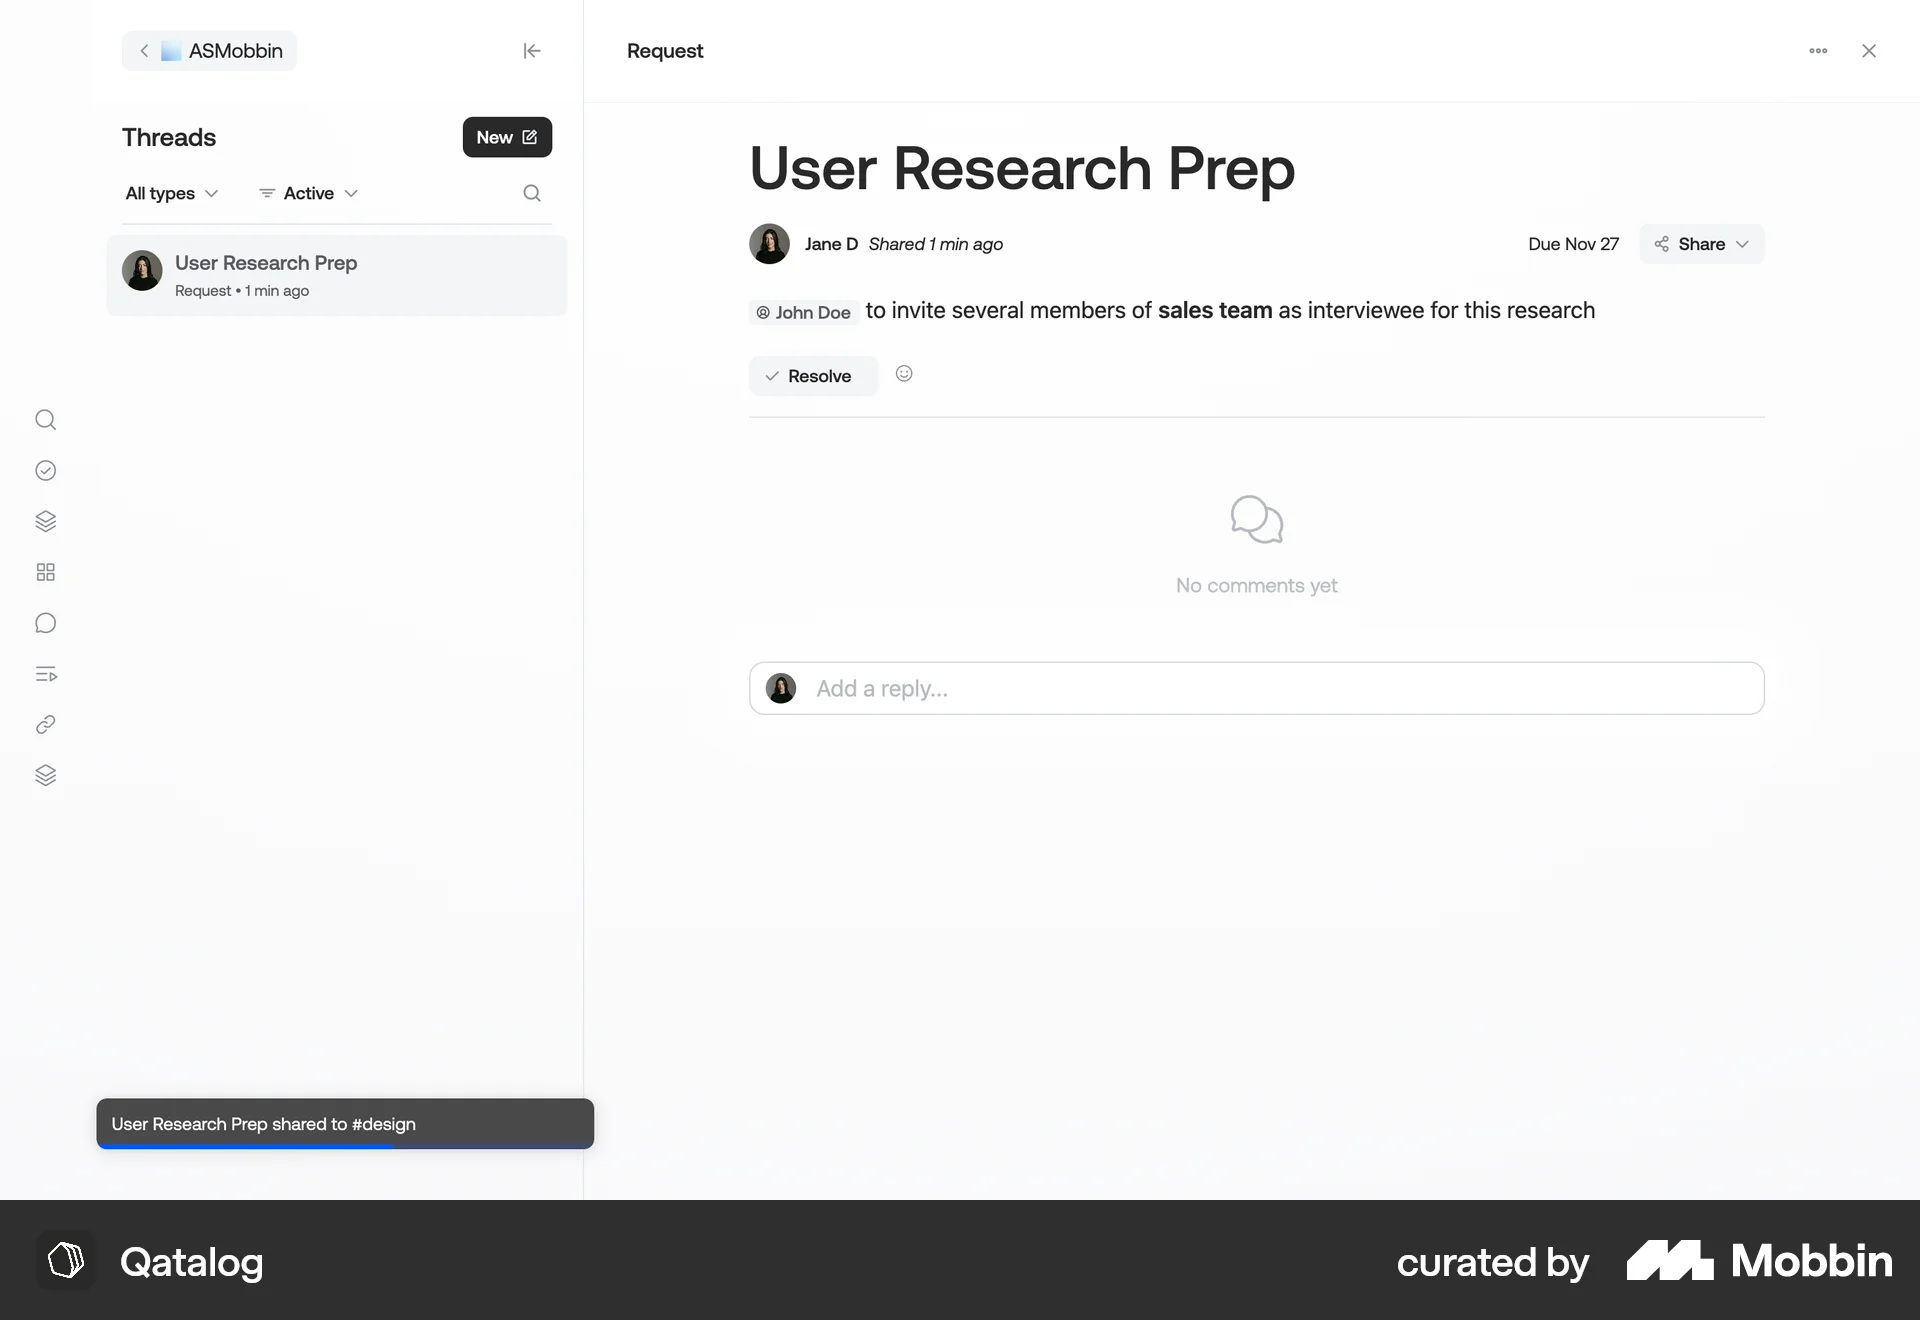 ASMobbin
Threads
New
All types
Active
User Research Prep
Request • 1 min ago
Request
User Research Prep
Jane D Shared 1 min ago
Due Nov 27
Share
John Doe to invite several members of sales team as interviewee for this research
Resolve
No comments yet
Add a reply...
User Research Prep shared to #design
Qatalog
curated by Mobbin